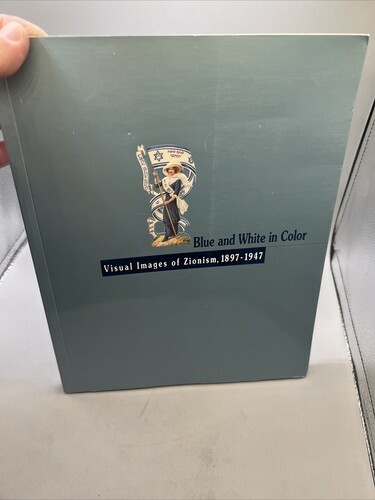 Blue and White in Color
Visual Images of Zionism, 1897-1947